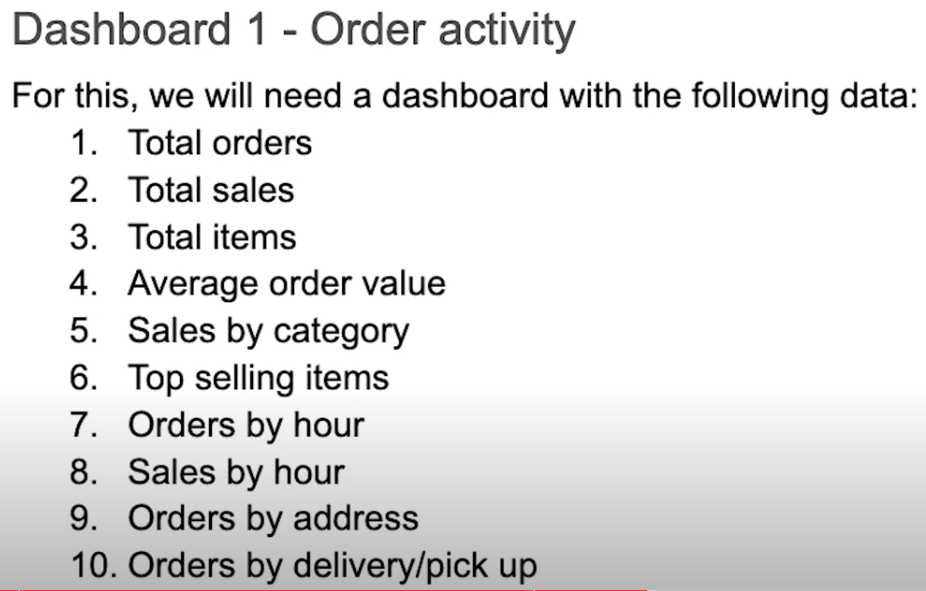 Dashboard 1 - Order activity
For this, we will need a dashboard with the following data:
1. Total orders
2. Total sales
3. Total items
4. Average order value
5. Sales by category
6. Top selling items
7. Orders by hour
8. Sales by hour
9. Orders by address
10. Orders by delivery/pick up